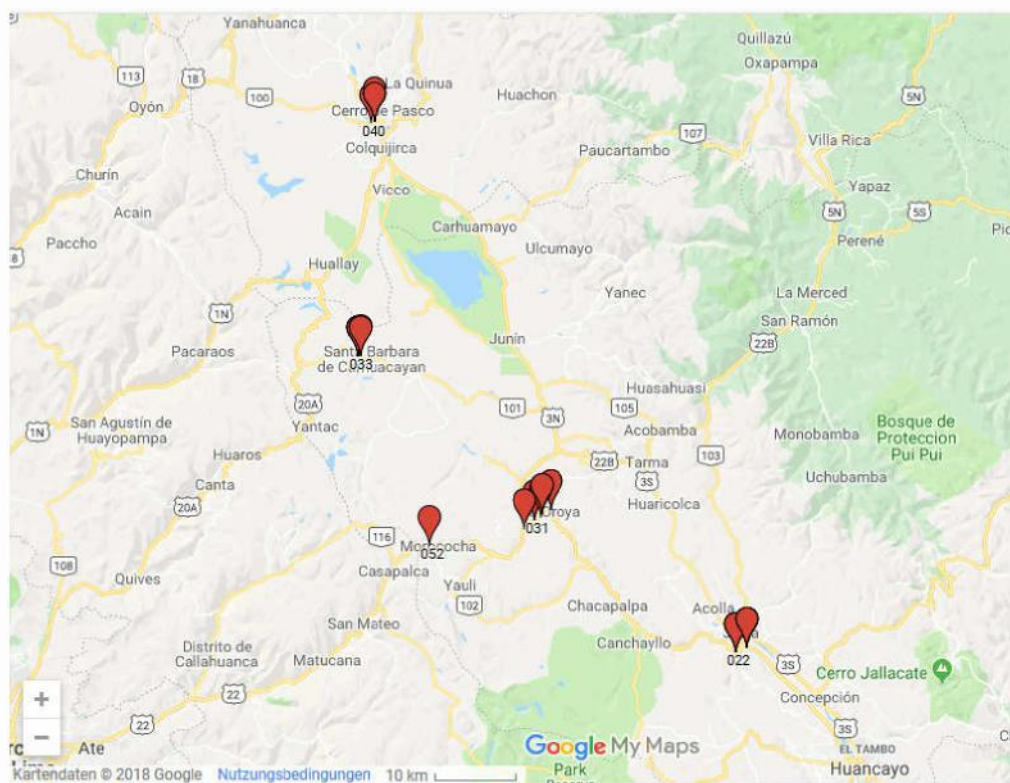 Yanahuanca
Quillazú
Oxapampa
113
18
La Quinua
Huachon
5N
Oyón
100
Cerro de Pasco
040
Colquijirca
107
Villa Rica
Paucartambo
Churín
Vicco
Yapaz
Acain
5N
5S
Carhuamayo
Paccho
Ulcumayo
Perené
8
Huallay
Yanec
La Merced
1N
San Ramón
Junín
22B
Pacaraos
Santa Barbara
de Carhuacayan
033
Huasahuasi
20A
101
105
San Agustín de
Huayopampa
1N
Yantac
3N
Acobamba
Bosque de
Proteccion
Pui Pui
Monobamba
Huaros
22B
Tarma
103
Canta
3S
Uchubamba
Huaricolca
20A
Oroya
031
116
Morococha
052
108
Casapalca
Quives
Yauli
102
Chacapalpa
Acolla
San Mateo
022
Canchayllo
Distrito de
Callahuanca
Matucana
3S
Cerro Jallacate
22
Concepción
22
3S
Google My Maps
Ate
EL TAMBO
Park
Huancayo
Kartendaten © 2018 Google Nutzungsbedingungen 10 km